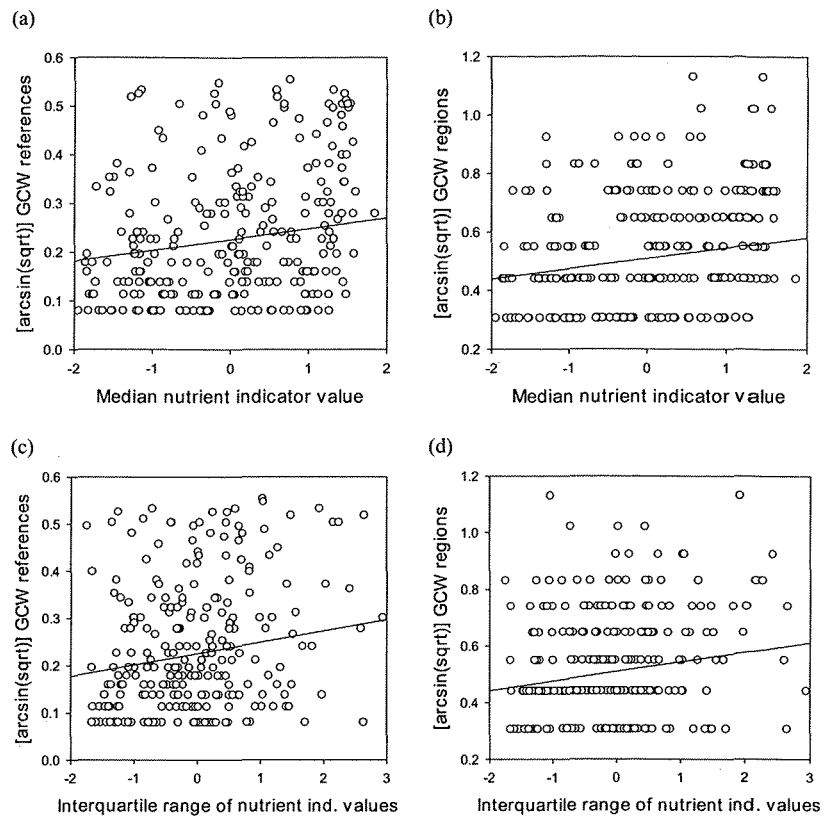 (a)
(b)
[arcsin(sqrt)] GCW references
0.6
0.5
0.4
0.3
0.2
0.1
0.0
-2 -1 0 1 2
Median nutrient indicator value
[arcsin(sqrt)] GCW regions
1.2
1.0
0.8
0.6
0.4
0.2
-2 -1 0 1 2
Median nutrient indicator value
(c)
(d)
[arcsin(sqrt)] GCW references
0.6
0.5
0.4
0.3
0.2
0.1
0.0
-2 -1 0 1 2 3
Interquartile range of nutrient ind. values
[arcsin(sqrt)] GCW regions
1.2
1.0
0.8
0.6
0.4
0.2
-2 -1 0 1 2 3
Interquartile range of nutrient ind. values